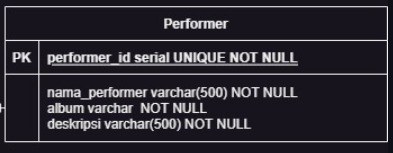 Performer
PK performer_id serial UNIQUE NOT NULL
nama_performer varchar(500) NOT NULL
album varchar NOT NULL
deskripsi varchar(500) NOT NULL